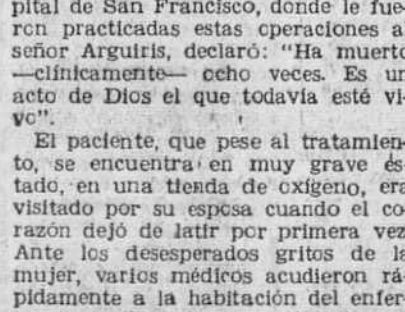 pital de San Francisco, donde le fue-
ron practicadas estas operaciones al
señor Arguiris, declaró: "Ha muerto
—clínicamente— ocho veces. Es un
acto de Dios el que todavía esté vi-
vo".
El paciente, que pese al tratamien-
to, se encuentra en muy grave es-
tado, en una tienda de oxígeno, era
visitado por su esposa cuando el co-
razón dejó de latir por primera vez.
Ante los desesperados gritos de la
mujer, varios médicos acudieron rá-
pidamente a la habitación del enfer-